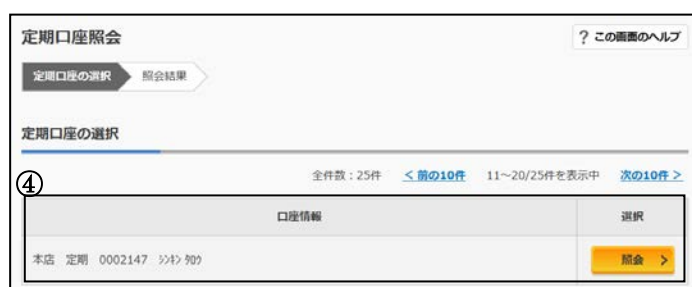 定期口座照会
? この画面のヘルプ
定期口座の選択 照会結果
定期口座の選択
全件数：25件 ＜ 前の10件 11～20/25件を表示中 次の10件 ＞
④
口座情報 選択
本店 定期 0002147 ｼﾝｷﾝ ﾀﾛｳ 照会 >